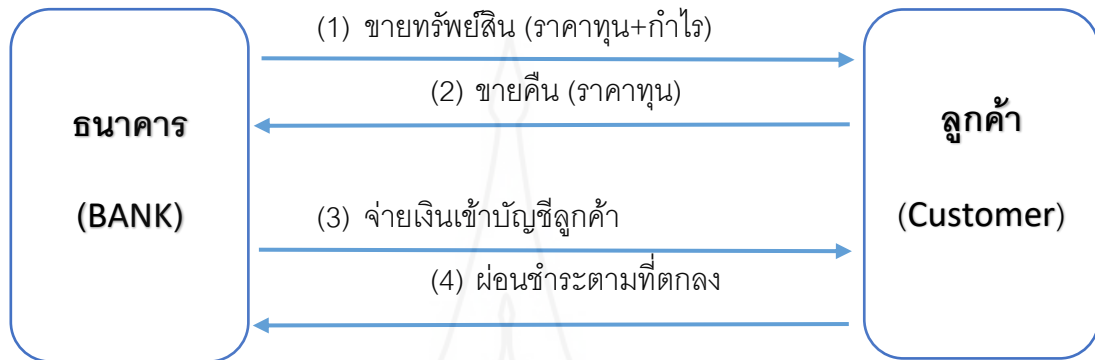 (1) ขายทรัพย์สิน (ราคาทุน+กำไร)
(2) ขายคืน (ราคาทุน)
ธนาคาร
(BANK)
ลูกค้า
(Customer)
(3) จ่ายเงินเข้าบัญชีลูกค้า
(4) ผ่อนชำระตามที่ตกลง